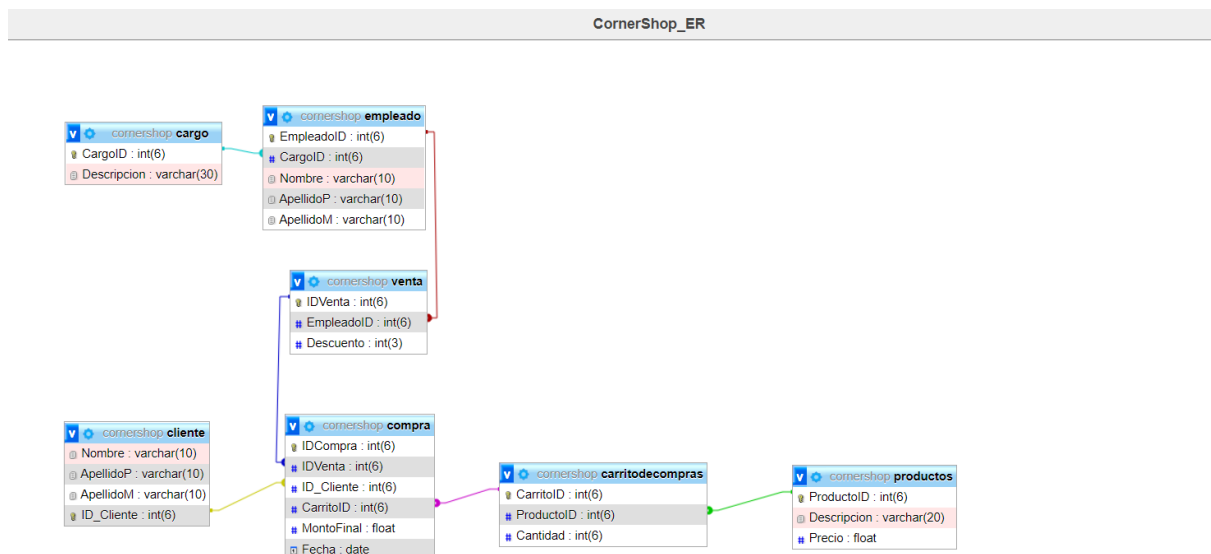 CornerShop_ER
cornershop cargo
CargoID : int(6)
Descripcion : varchar(30)
cornershop empleado
EmpleadoID : int(6)
CargoID : int(6)
Nombre : varchar(10)
ApellidoP : varchar(10)
ApellidoM : varchar(10)
cornershop venta
IDVenta : int(6)
EmpleadoID : int(6)
Descuento : int(3)
cornershop cliente
Nombre : varchar(10)
ApellidoP : varchar(10)
ApellidoM : varchar(10)
ID_Cliente : int(6)
cornershop compra
IDCompra : int(6)
IDVenta : int(6)
ID_Cliente : int(6)
CarritoID : int(6)
MontoFinal : float
Fecha : date
cornershop carritodecompras
CarritoID : int(6)
ProductoID : int(6)
Cantidad : int(6)
cornershop productos
ProductoID : int(6)
Descripcion : varchar(20)
Precio : float